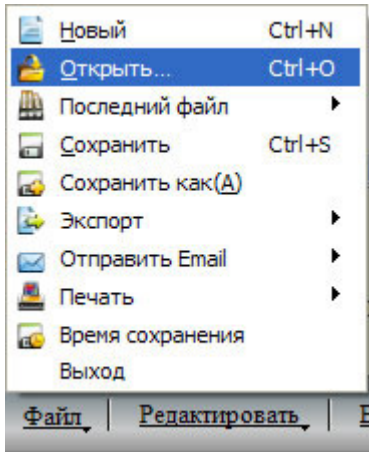 Новый Ctrl+N
Открыть... Ctrl+O
Последний файл
Сохранить Ctrl+S
Сохранить как(A)
Экспорт
Отправить Email
Печать
Время сохранения
Выход
Файл Редактировать